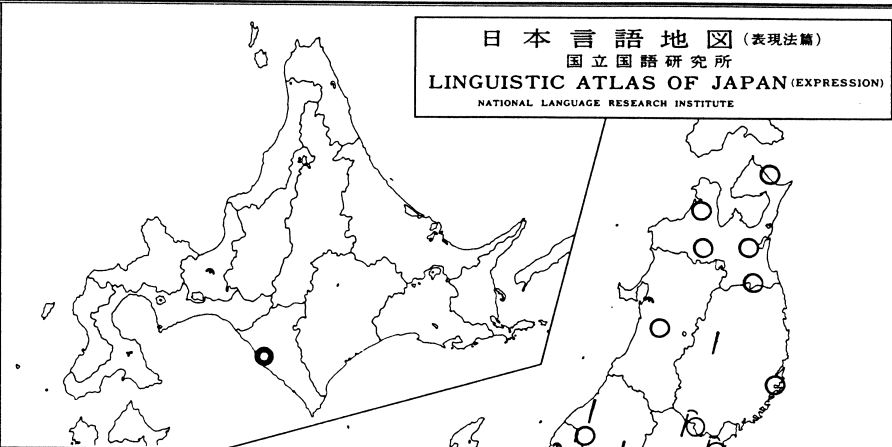 日本言語地図(表現法篇)
国立国語研究所
LINGUISTIC ATLAS OF JAPAN (EXPRESSION)
NATIONAL LANGUAGE RESEARCH INSTITUTE